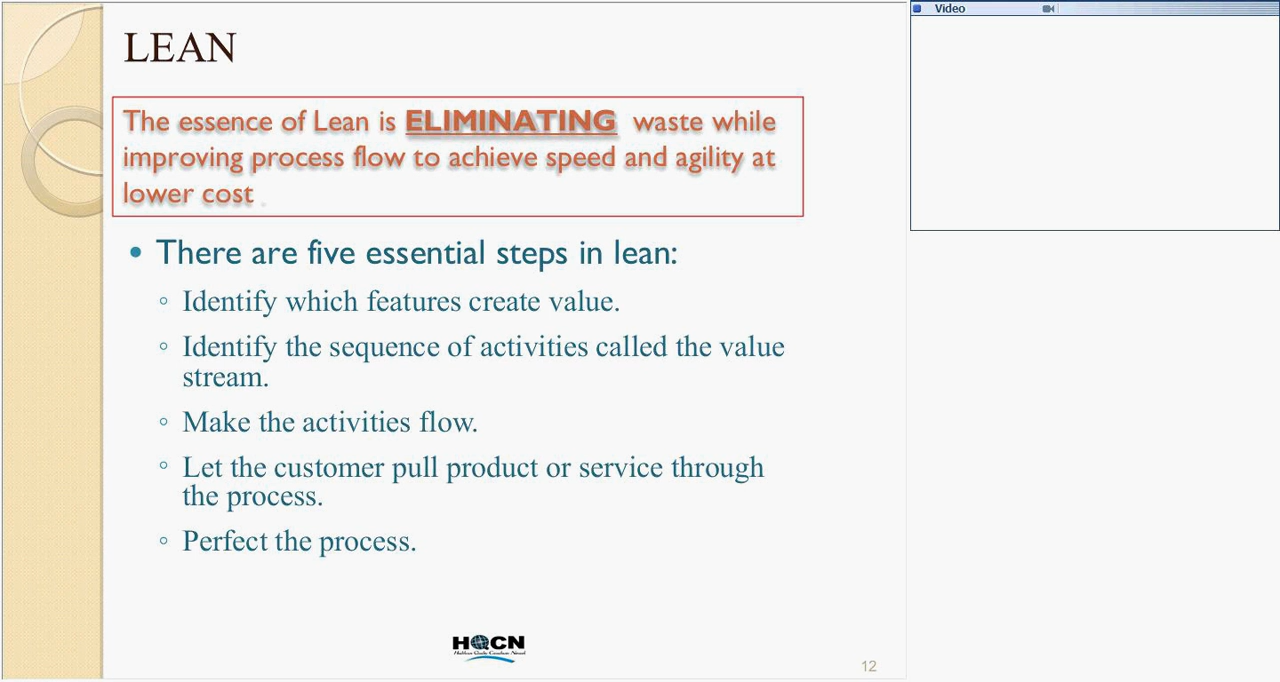 LEAN
The essence of Lean is ELIMINATING waste while
improving process flow to achieve speed and agility at
lower cost
• There are five essential steps in lean:
◦ Identify which features create value.
◦ Identify the sequence of activities called the value
stream.
◦ Make the activities flow.
◦ Let the customer pull product or service through
the process.
◦ Perfect the process.
HQCN
12
Video